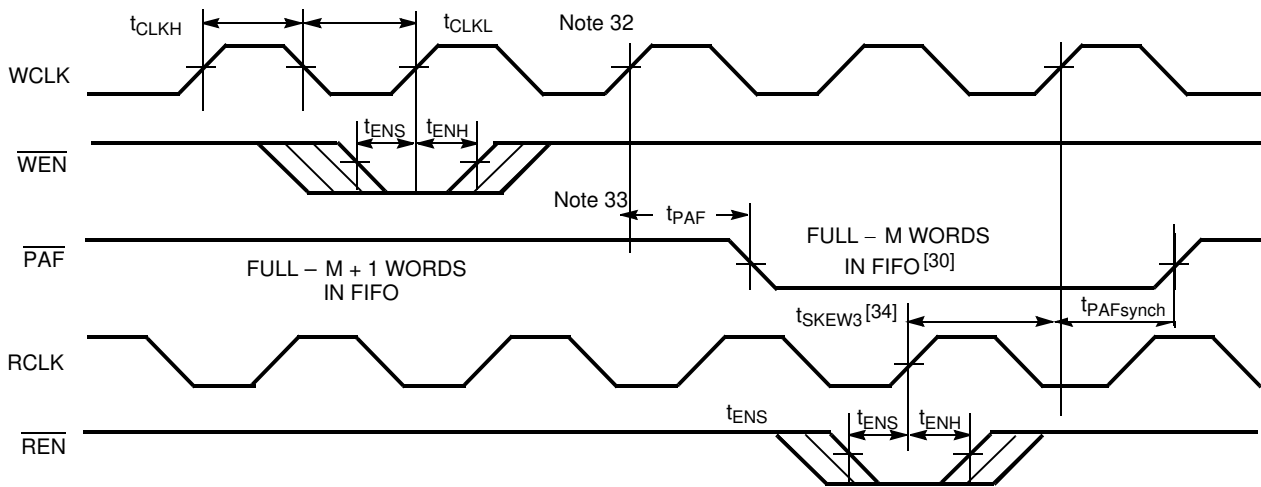 tCLKH
tCLKL
Note 32
WCLK
tENS
tENH
WEN
Note 33
tPAF
PAF
FULL – M + 1 WORDS
IN FIFO
FULL – M WORDS
IN FIFO[30]
tSKEW3[34]
tPAFsynch
RCLK
tENS
tENS
tENH
REN